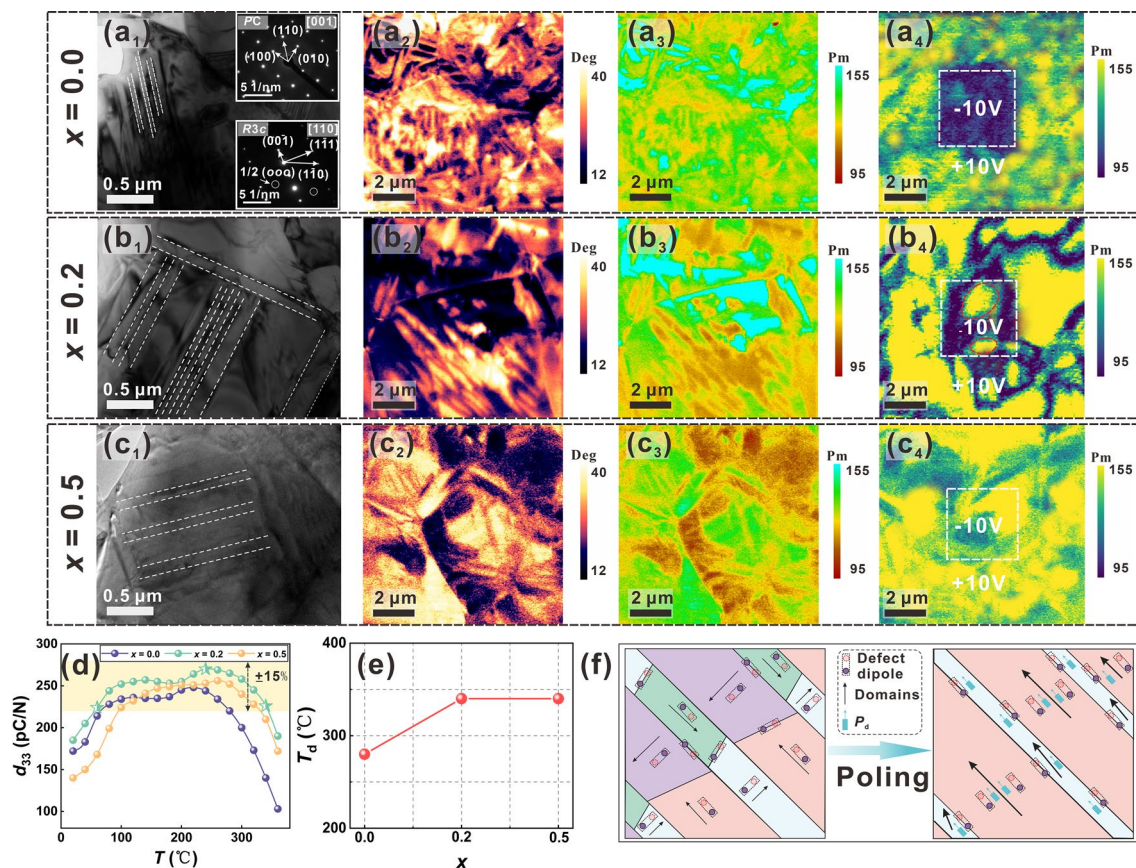 x = 0.0
(a₁)
PC
[001]
(110)
(-100)
(010)
5 1/nm
R3c
[110]
(001)
(111)
1/2 (ooo)
(110)
5 1/nm
0.5 μm
(a₂)
2 μm
Deg
40
12
(a₃)
2 μm
Pm
155
95
(a₄)
-10V
+10V
2 μm
Pm
155
95
x = 0.2
(b₁)
0.5 μm
(b₂)
2 μm
Deg
40
12
(b₃)
2 μm
Pm
155
95
(b₄)
-10V
+10V
2 μm
Pm
155
95
x = 0.5
(c₁)
0.5 μm
(c₂)
2 μm
Deg
40
12
(c₃)
2 μm
Pm
155
95
(c₄)
-10V
+10V
2 μm
Pm
155
95
(d)
x = 0.0 x = 0.2 x = 0.5
±15%
300
250
200
150
100
d₃₃ (pC/N)
0 100 200 300
T (℃)
(e)
400
300
200
T_d (℃)
0.0 0.2 0.5
x
(f)
Defect
dipole
Domains
P_d
Poling